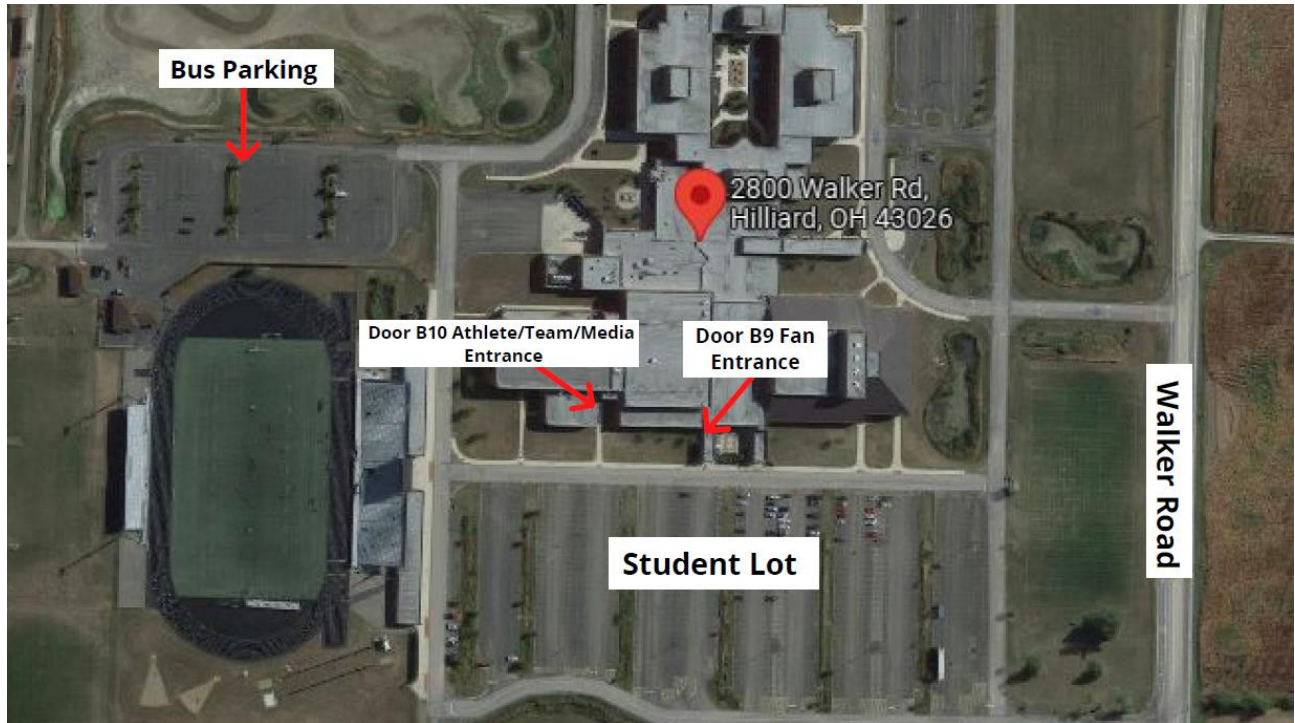 Bus Parking
2800 Walker Rd,
Hilliard, OH 43026
Door B10 Athlete/Team/Media
Entrance
Door B9 Fan
Entrance
Walker Road
Student Lot